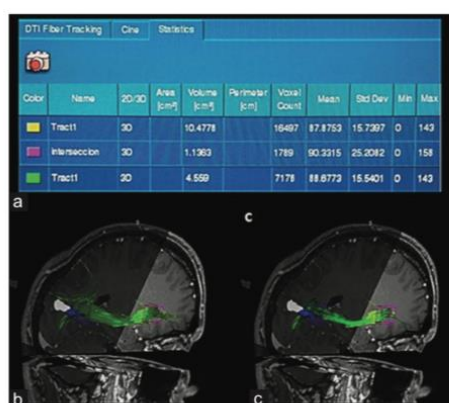 DTI Fiber Tracking Cine Statistics
Color Name 2D/3D Area [cm²] Volume [cm³] Perimeter [cm] Voxel Count Mean Std Dev Min Max
Tract1 3D 10.4778 16497 87.8753 15.7397 0 143
Interseccion 3D 1.1363 1789 90.3315 25.2082 0 158
Tract1 3D 4.559 7178 88.6773 15.5401 0 143
a
c
b c